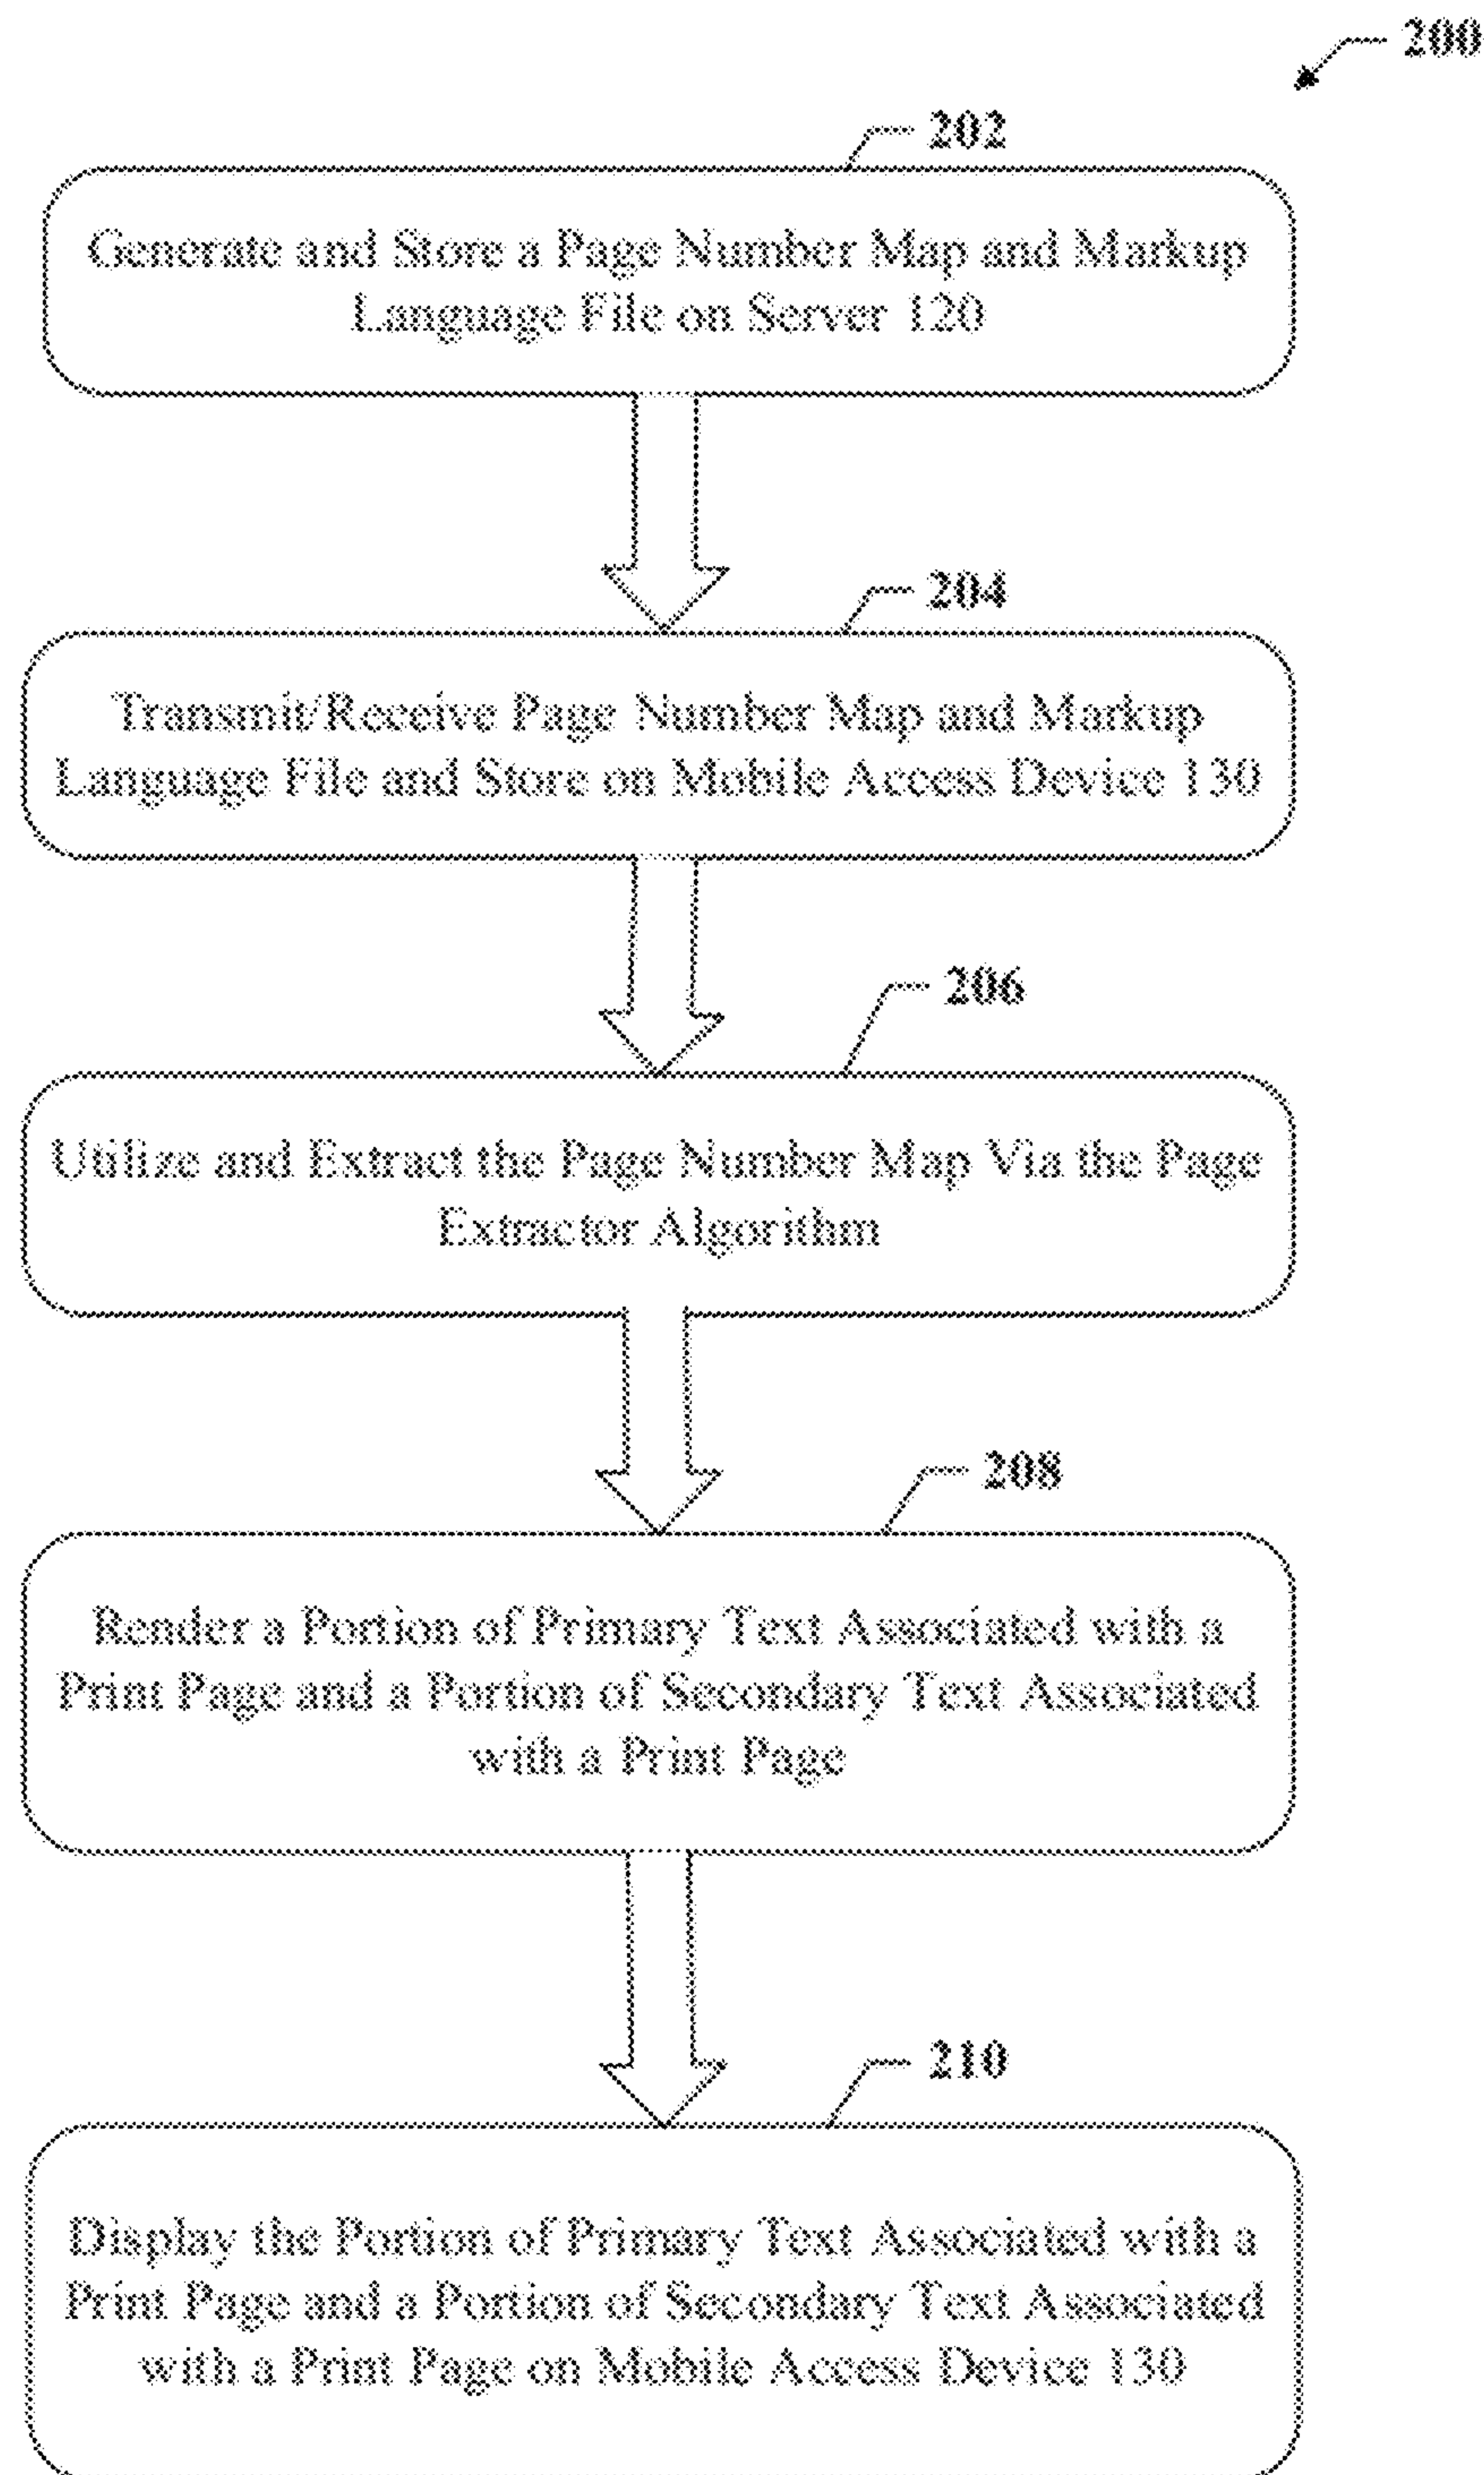 200
202
Generate and Store a Page Number Map and Markup
Language File on Server 120
204
Transmit/Receive Page Number Map and Markup
Language File and Store on Mobile Access Device 130
206
Utilize and Extract the Page Number Map Via the Page
Extractor Algorithm
208
Render a Portion of Primary Text Associated with a
Print Page and a Portion of Secondary Text Associated
with a Print Page
210
Display the Portion of Primary Text Associated with a
Print Page and a Portion of Secondary Text Associated
with a Print Page on Mobile Access Device 130